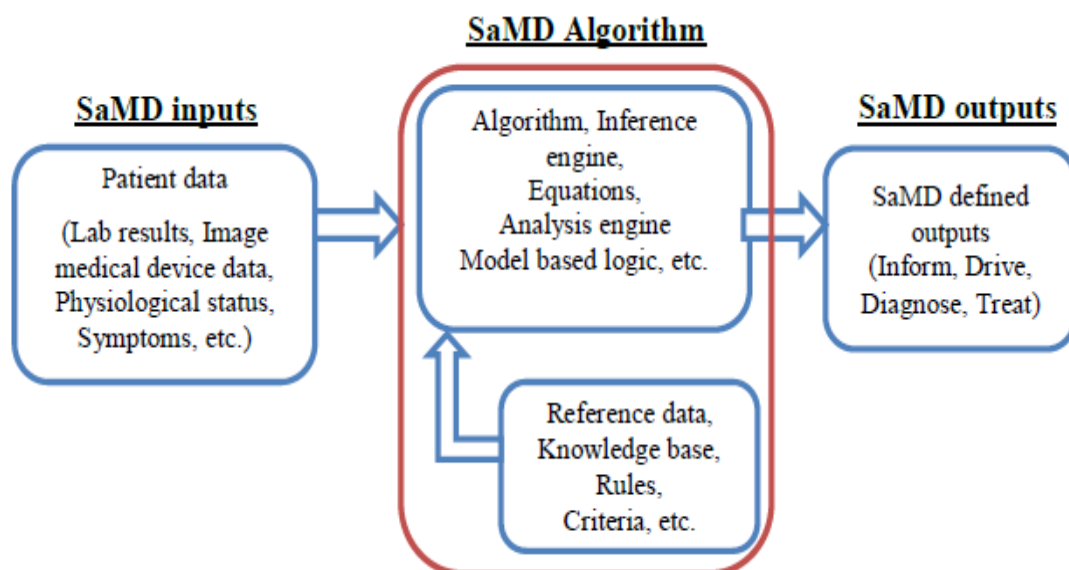 SaMD Algorithm
SaMD inputs
Patient data
(Lab results, Image
medical device data,
Physiological status,
Symptoms, etc.)
Algorithm, Inference
engine,
Equations,
Analysis engine
Model based logic, etc.
Reference data,
Knowledge base,
Rules,
Criteria, etc.
SaMD outputs
SaMD defined
outputs
(Inform, Drive,
Diagnose, Treat)